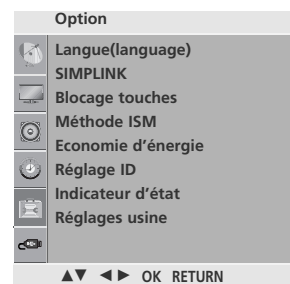 Option
Langue(language)
SIMPLINK
Blocage touches
Méthode ISM
Economie d’énergie
Réglage ID
Indicateur d’état
Réglages usine
▲▼ ◄► OK RETURN